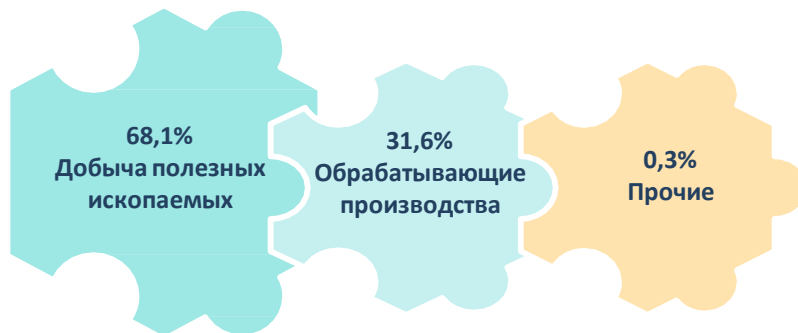 68,1%
Добыча полезных
ископаемых
31,6%
Обрабатывающие
производства
0,3%
Прочие